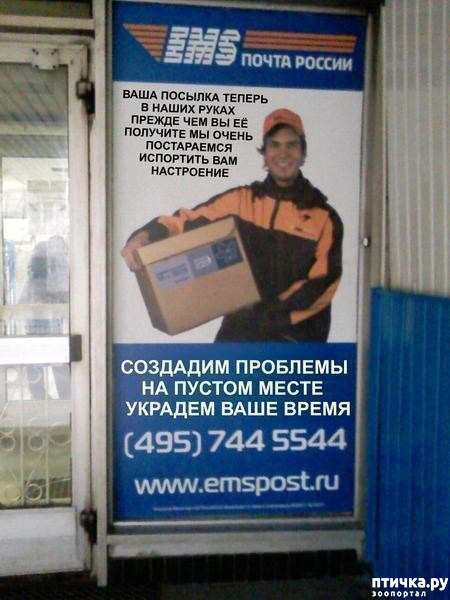 EMS ПОЧТА РОССИИ
ВАША ПОСЫЛКА ТЕПЕРЬ
В НАШИХ РУКАХ
ПРЕЖДЕ ЧЕМ ВЫ ЕЁ
ПОЛУЧИТЕ МЫ ОЧЕНЬ
ПОСТАРАЕМСЯ
ИСПОРТИТЬ ВАМ
НАСТРОЕНИЕ
СОЗДАДИМ ПРОБЛЕМЫ
НА ПУСТОМ МЕСТЕ
УКРАДЕМ ВАШЕ ВРЕМЯ
(495) 744 5544
www.emspost.ru
птичка.ру
зоопортал